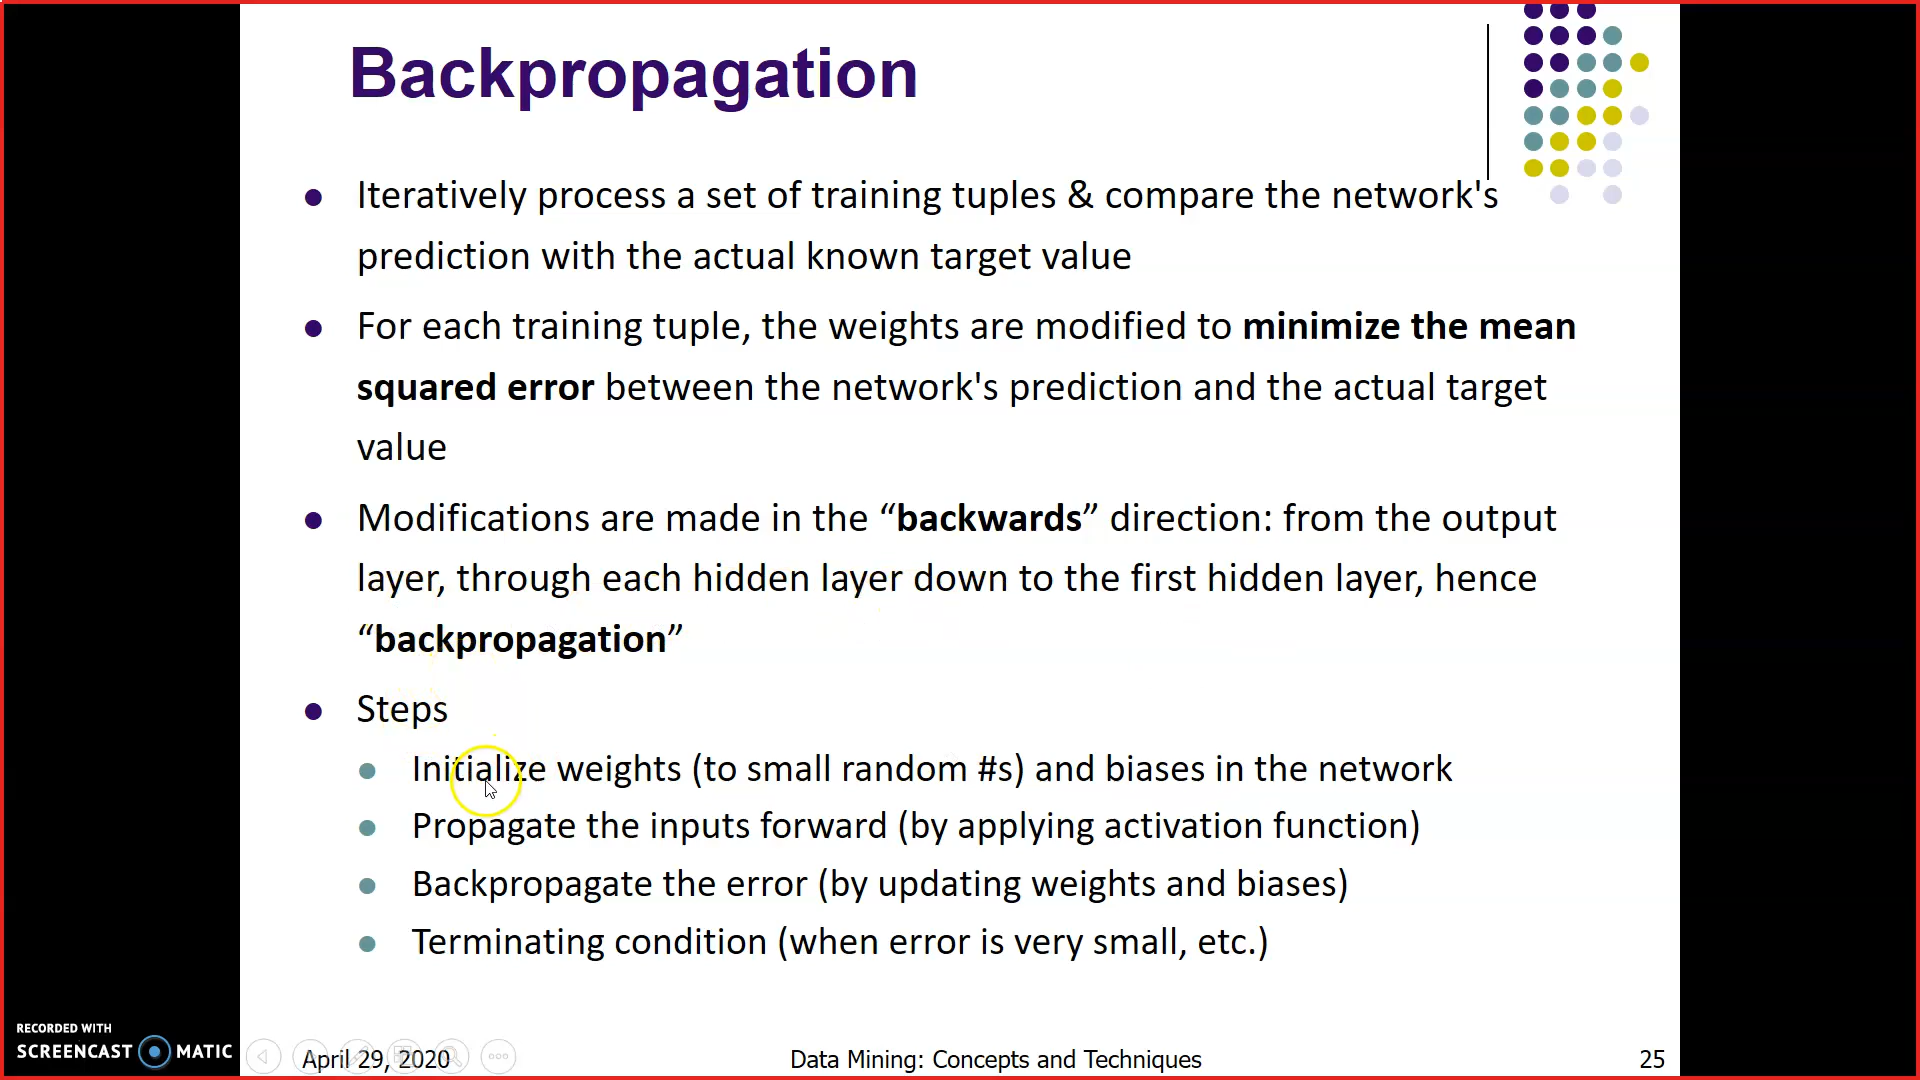 Backpropagation
Iteratively process a set of training tuples & compare the network's
prediction with the actual known target value
For each training tuple, the weights are modified to minimize the mean
squared error between the network's prediction and the actual target
value
Modifications are made in the “backwards” direction: from the output
layer, through each hidden layer down to the first hidden layer, hence
“backpropagation”
Steps
Initialize weights (to small random #s) and biases in the network
Propagate the inputs forward (by applying activation function)
Backpropagate the error (by updating weights and biases)
Terminating condition (when error is very small, etc.)
RECORDED WITH
SCREENCAST MATIC
April 29, 2020
Data Mining: Concepts and Techniques
25